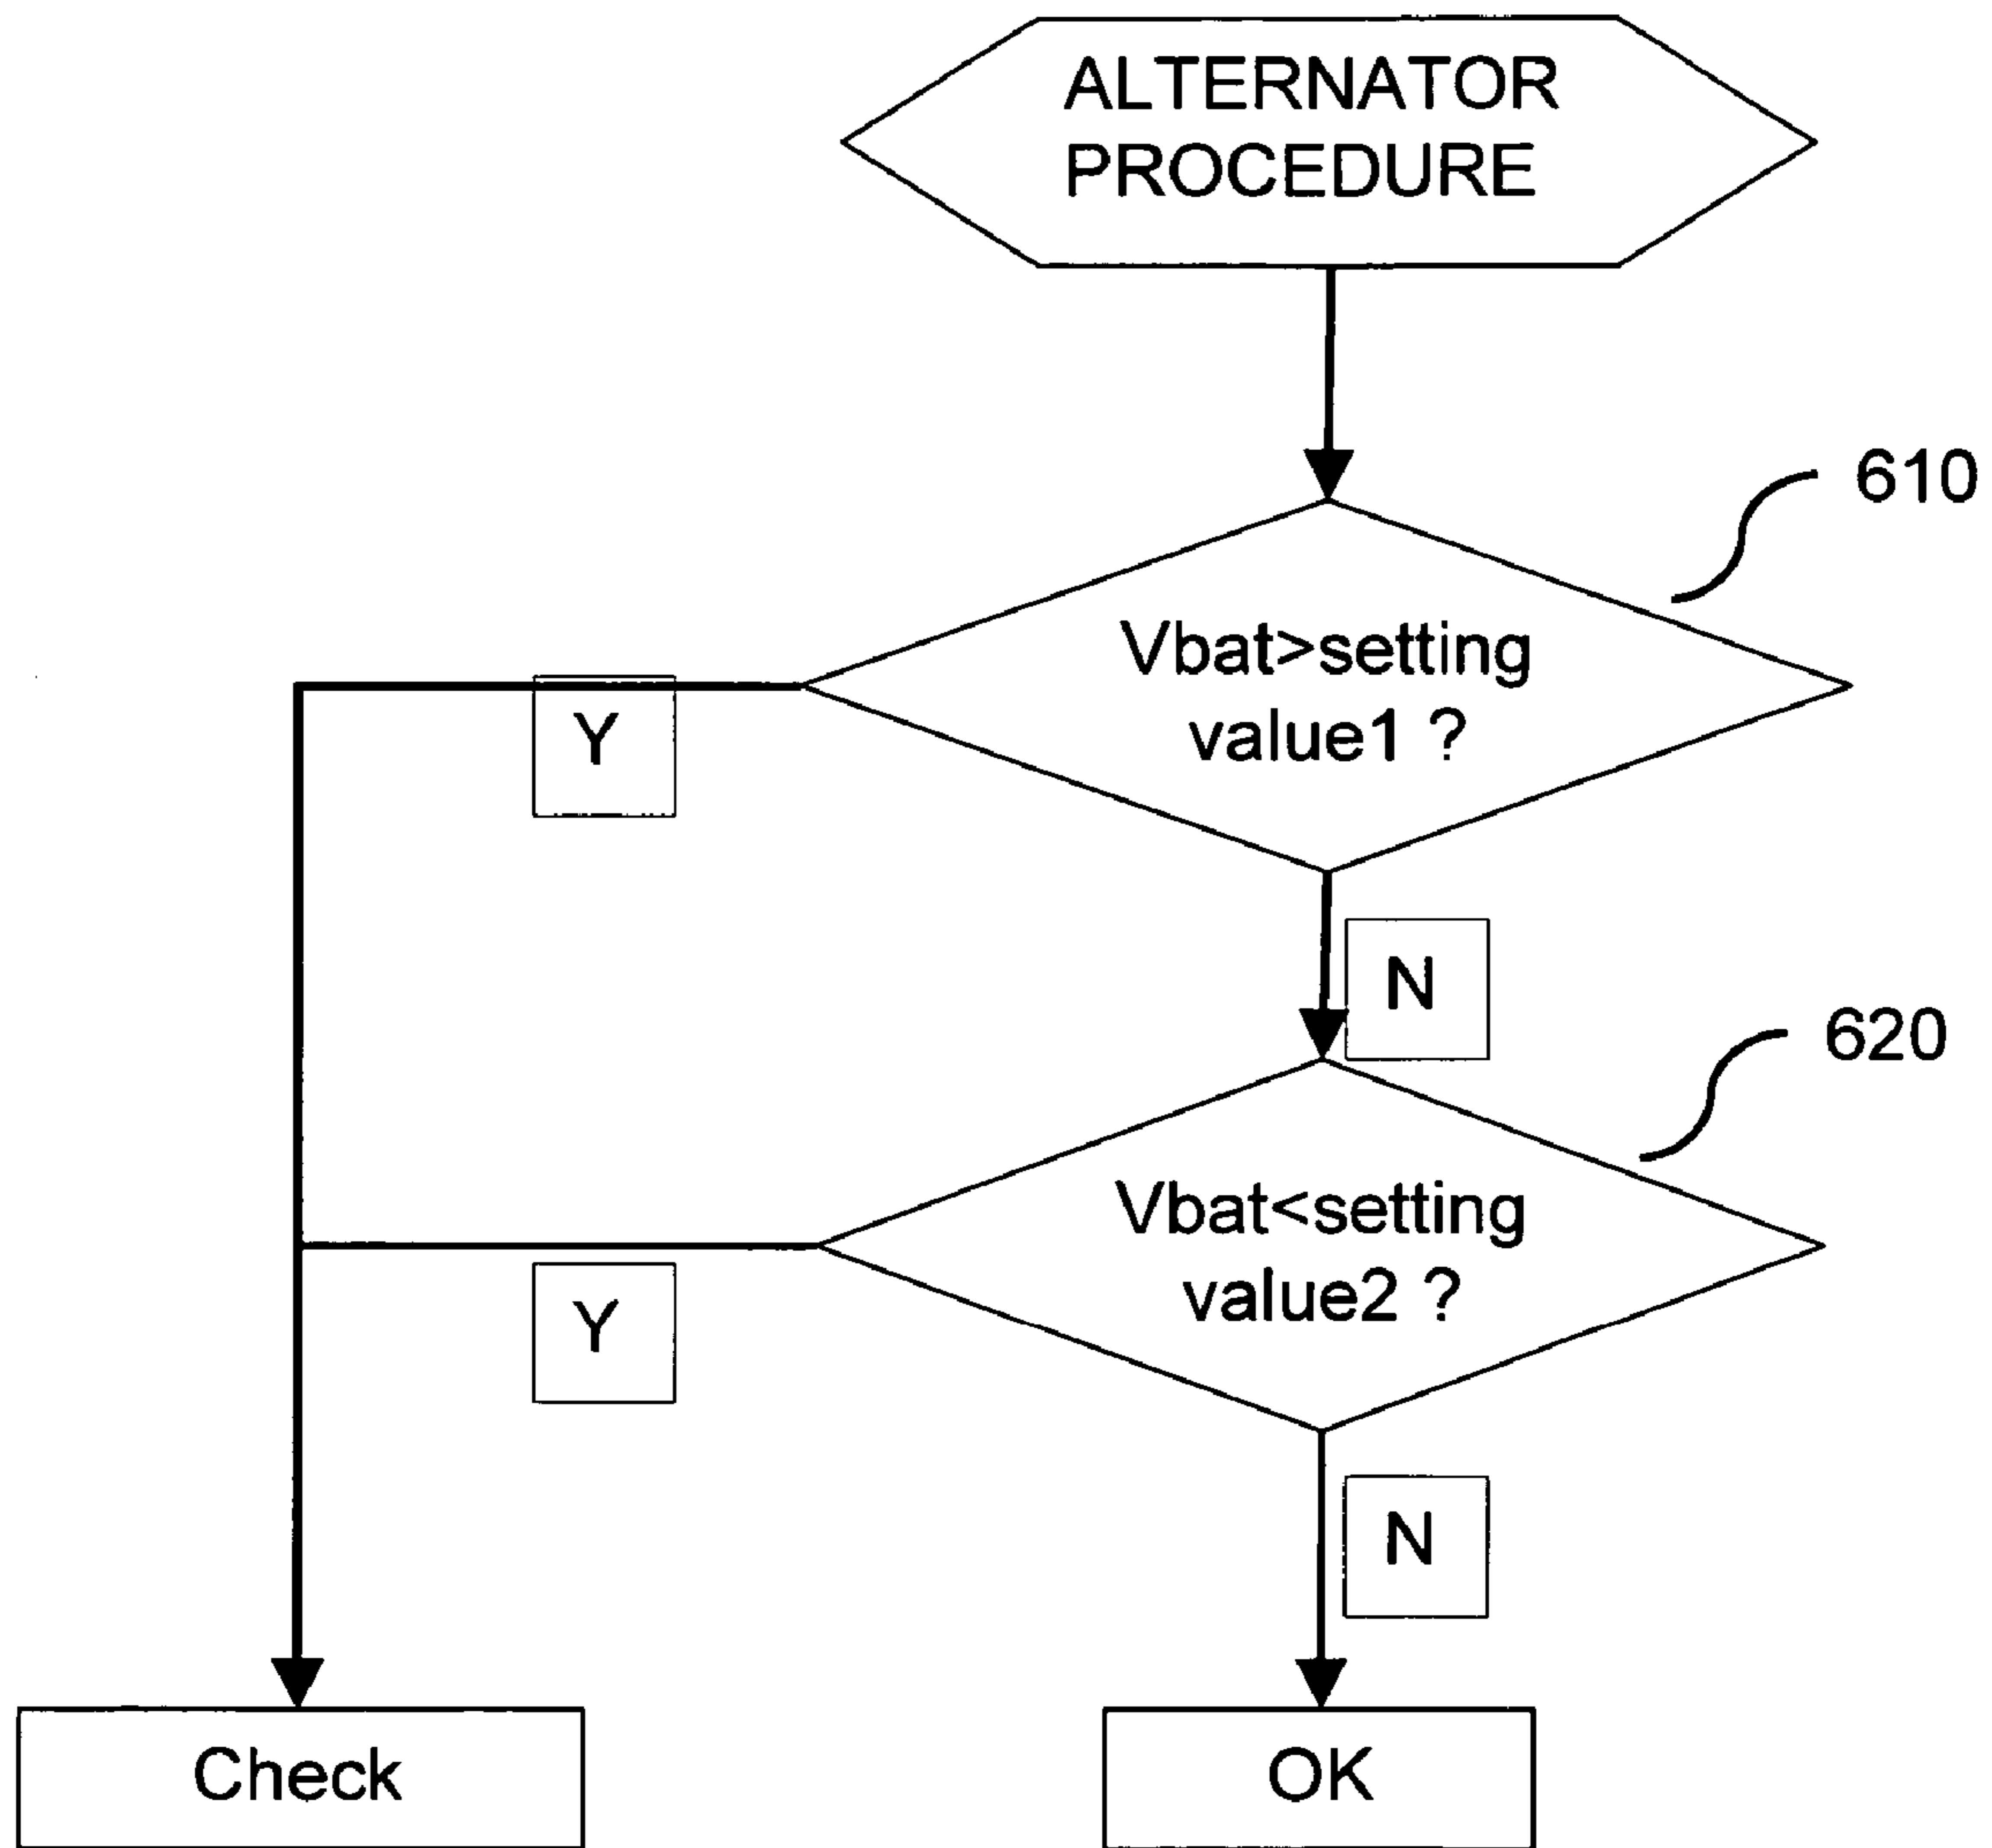 ALTERNATOR
PROCEDURE
610
Vbat>setting
value1 ?
Y
N
620
Vbat<setting
value2 ?
Y
N
Check
OK